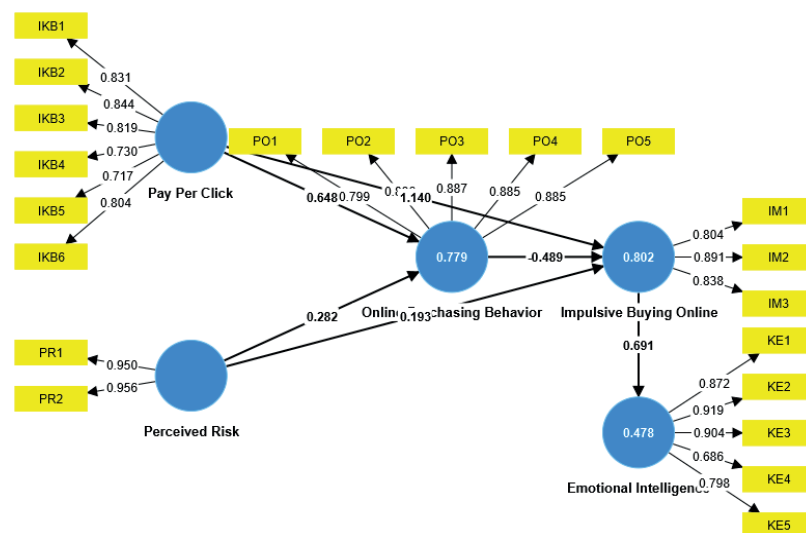 IKB1
IKB2
IKB3
IKB4
IKB5
IKB6
0.831
0.844
0.819
0.730
0.717
0.804
Pay Per Click
PO1
PO2
PO3
PO4
PO5
0.799
0.887
0.885
0.885
0.648
1.140
0.779
Behavior
-0.489
0.802
Impulsive Buying Online
0.282
0.193
PR1
PR2
0.950
0.956
Perceived Risk
IM1
IM2
IM3
0.804
0.891
0.838
0.691
0.478
Emotional Intelligence
KE1
KE2
KE3
KE4
KE5
0.872
0.919
0.904
0.686
0.798